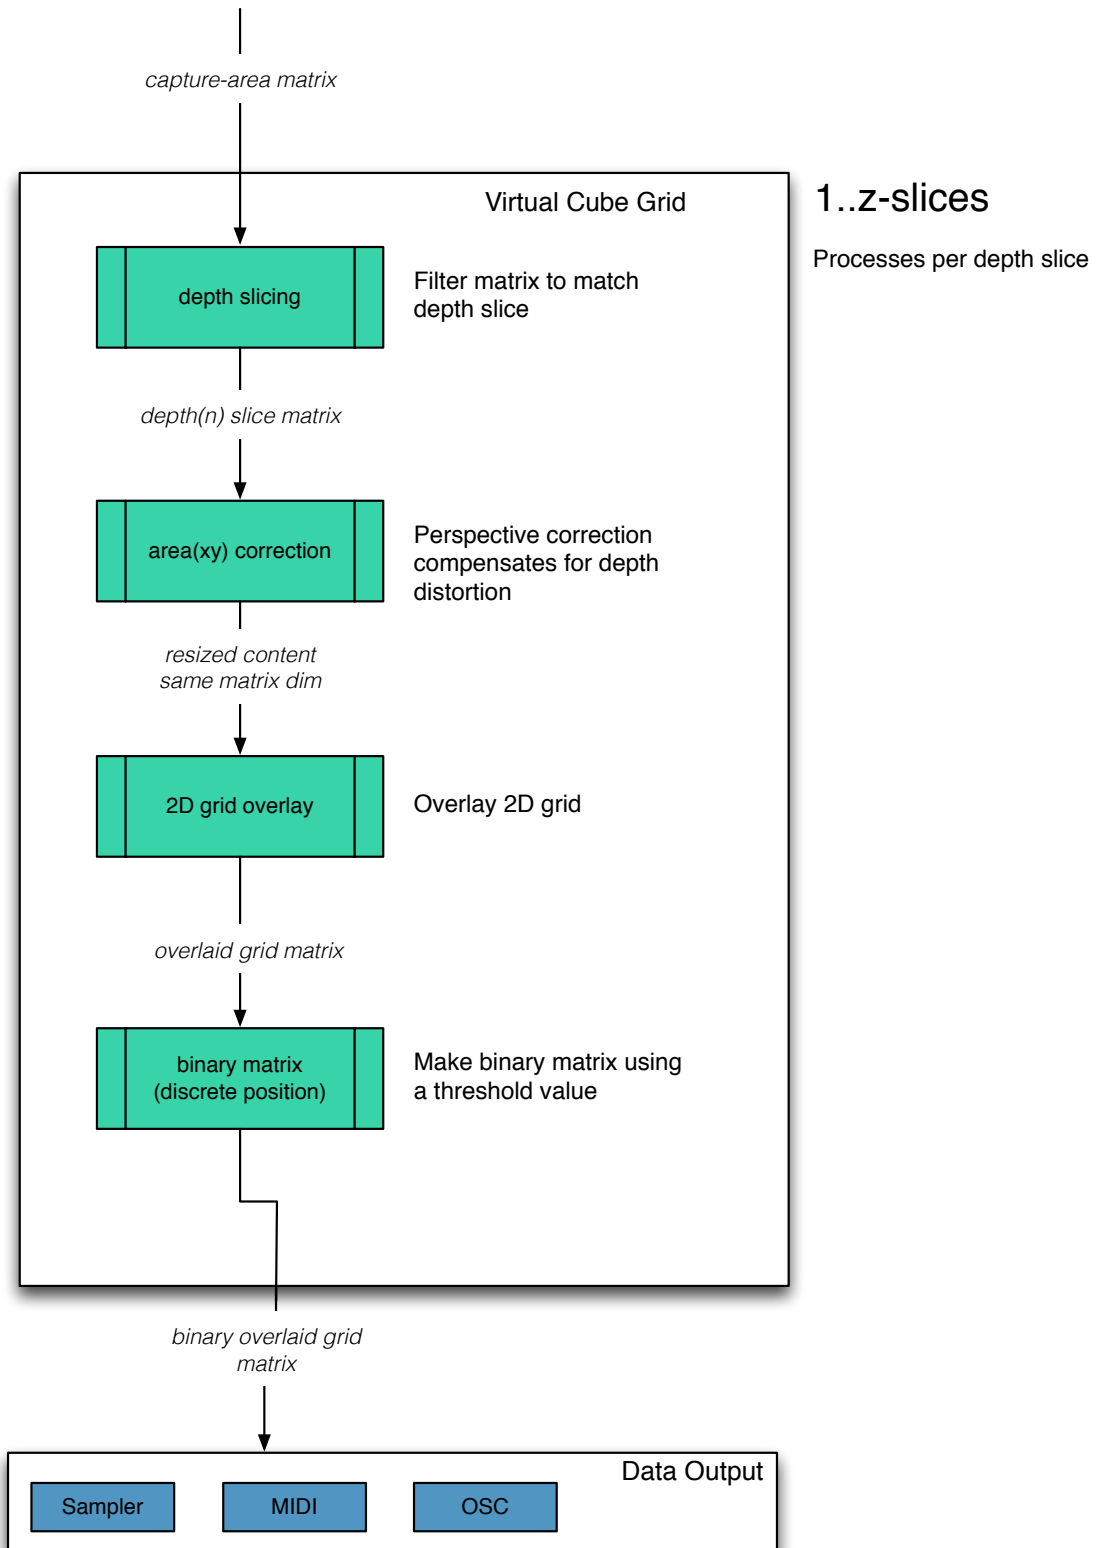 capture-area matrix
Virtual Cube Grid
1..z-slices
Processes per depth slice
depth slicing
Filter matrix to match
depth slice
depth(n) slice matrix
area(xy) correction
Perspective correction
compensates for depth
distortion
resized content
same matrix dim
2D grid overlay
Overlay 2D grid
overlaid grid matrix
binary matrix
(discrete position)
Make binary matrix using
a threshold value
binary overlaid grid
matrix
Data Output
Sampler
MIDI
OSC